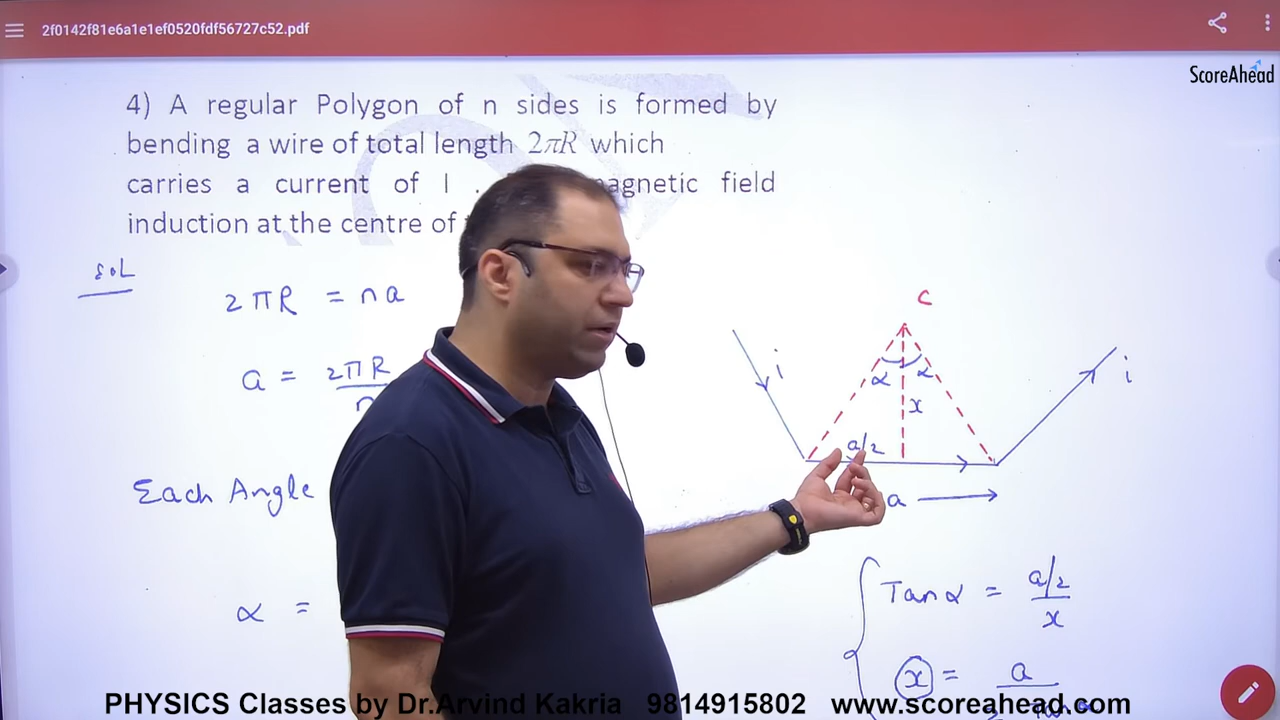 2f0142f81e6a1e1ef0520fdf56727c52.pdf
ScoreAhead
4) A regular Polygon of n sides is formed by
bending a wire of total length 2πR which
carries a current of I . magnetic field
induction at the centre of
sol
2πR = na
a = 2πR
Each Angle
α =
C
i
α α
x
a/2
i
a
Tanα = a/2
x
x = a
PHYSICS Classes by Dr.Arvind Kakria 9814915802 www.scoreahead.com